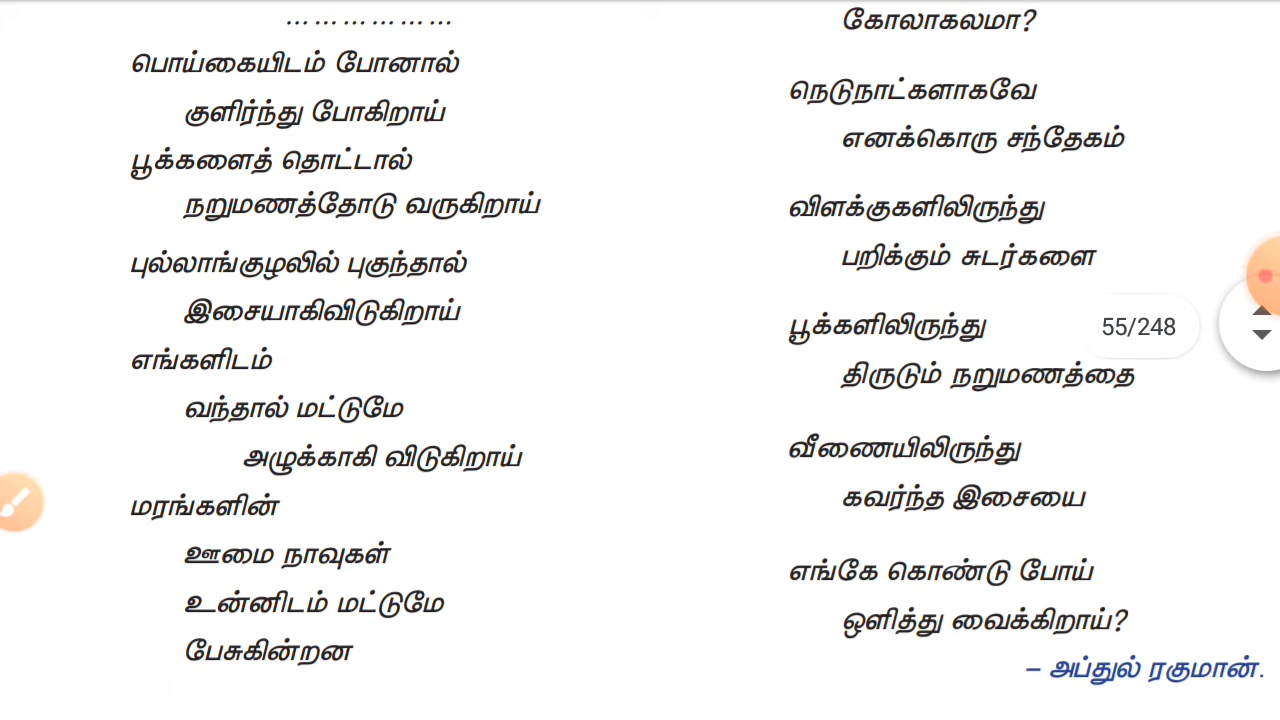 ... ... ... ... ... ...
பொய்கையிடம் போனால்
குளிர்ந்து போகிறாய்
பூக்களைத் தொட்டால்
நறுமணத்தோடு வருகிறாய்
புல்லாங்குழலில் புகுந்தால்
இசையாகிவிடுகிறாய்
எங்களிடம்
வந்தால் மட்டுமே
அழுக்காகி விடுகிறாய்
மரங்களின்
ஊமை நாவுகள்
உன்னிடம் மட்டுமே
பேசுகின்றன
கோலாகலமா?
நெடுநாட்களாகவே
எனக்கொரு சந்தேகம்
விளக்குகளிலிருந்து
பறிக்கும் சுடர்களை
பூக்களிலிருந்து
திருடும் நறுமணத்தை
வீணையிலிருந்து
கவர்ந்த இசையை
எங்கே கொண்டு போய்
ஒளித்து வைக்கிறாய்?
– அப்துல் ரகுமான்.
55/248